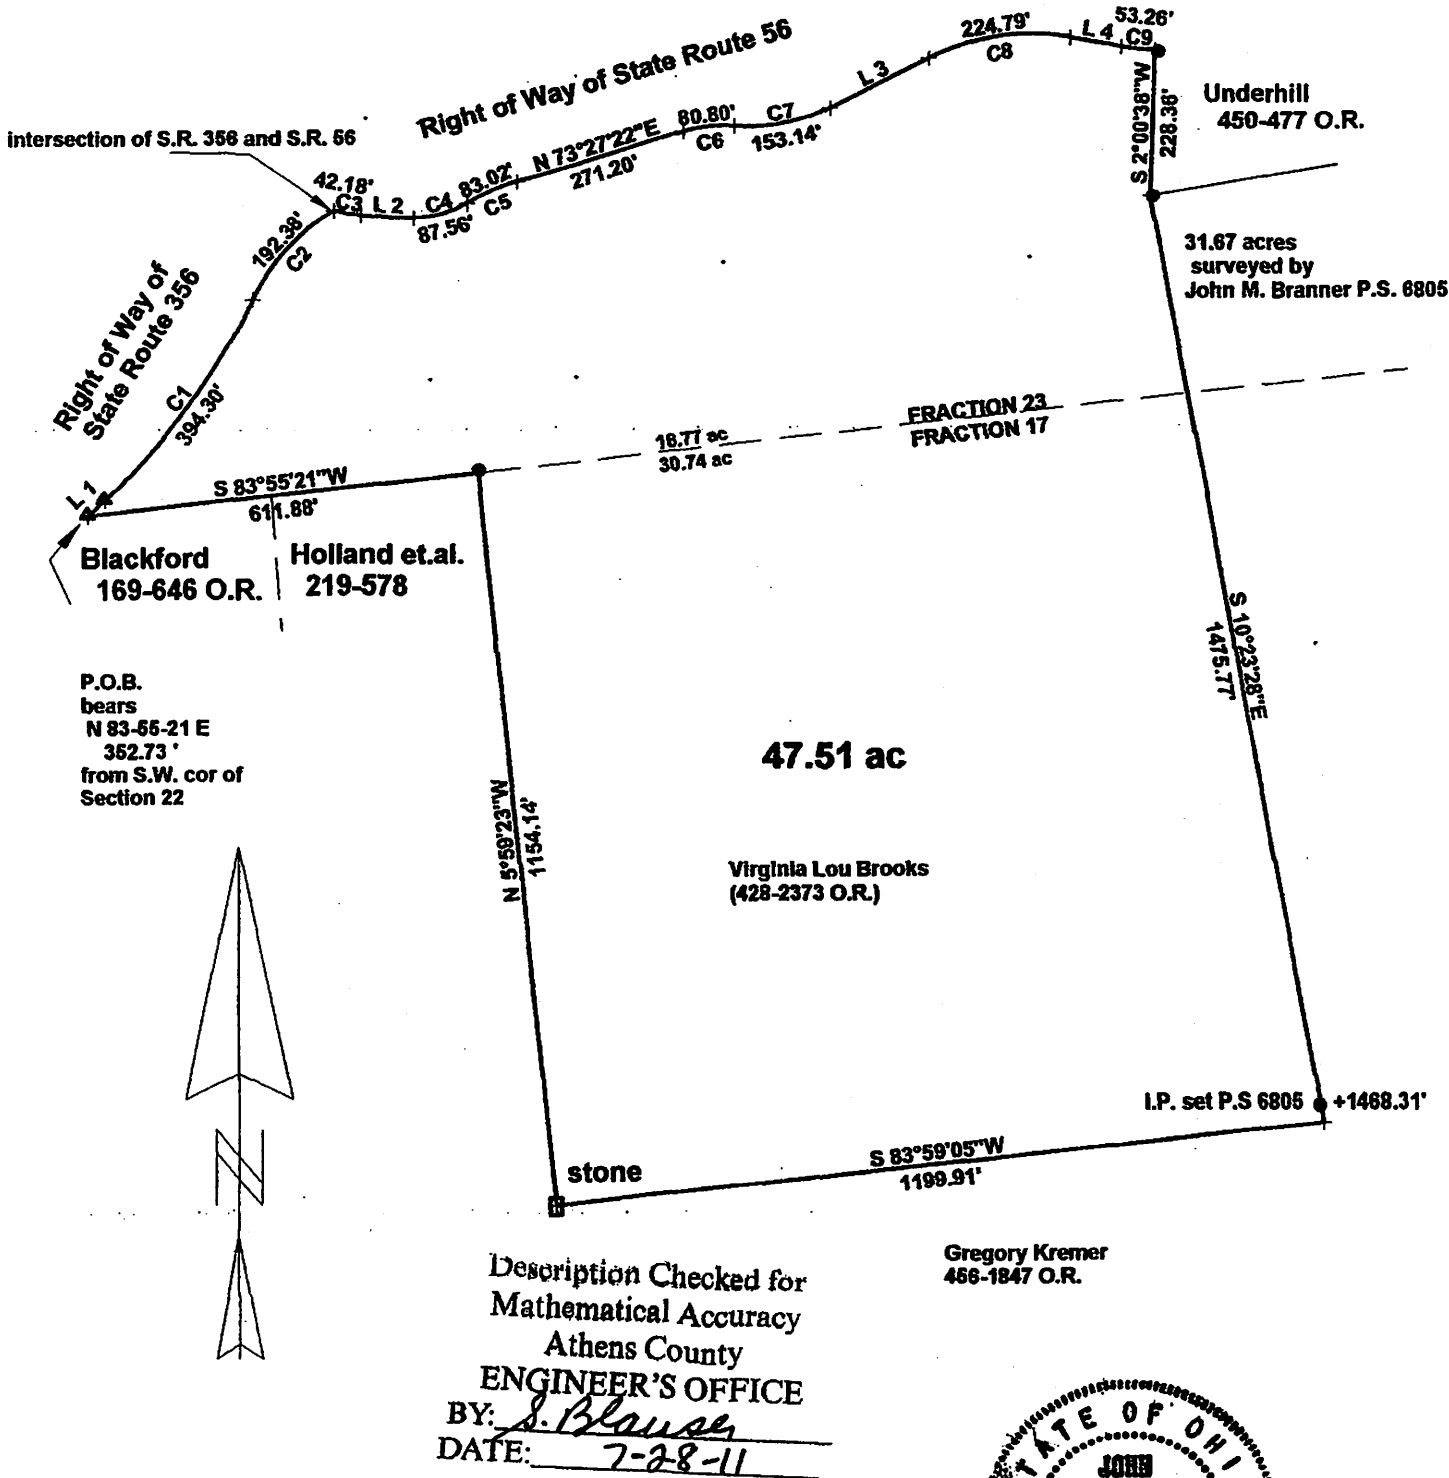 53.26'
224.79'
L 4
C9
C8
Right of Way of State Route 56
L 3
S 2°00'38"W
228.36'
Underhill
450-477 O.R.
80.80'
C7
C6
153.14'
intersection of S.R. 356 and S.R. 56
N 73°27'22"E
271.20'
42.18'
C3
L 2
C4
83.02'
C5
87.56'
192.38'
C2
31.67 acres
surveyed by
John M. Branner P.S. 6805
Right of Way of
State Route 356
C1
394.30'
FRACTION 23
FRACTION 17
18.77 ac
30.74 ac
L 1
S 83°55'21"W
611.88'
Blackford
169-646 O.R.
Holland et.al.
219-578
S 10°23'28"E
1475.77'
P.O.B.
bears
N 83-55-21 E
352.73 '
from S.W. cor of
Section 22
47.51 ac
N 5°59'23"W
1154.14'
Virginia Lou Brooks
(428-2373 O.R.)
I.P. set P.S 6805
+1468.31'
S 83°59'05"W
1199.91'
stone
N
Gregory Kremer
456-1847 O.R.
Description Checked for
Mathematical Accuracy
Athens County
ENGINEER'S OFFICE
BY: S. Blauser
DATE: 7-28-11
STATE OF OHI
JOHN